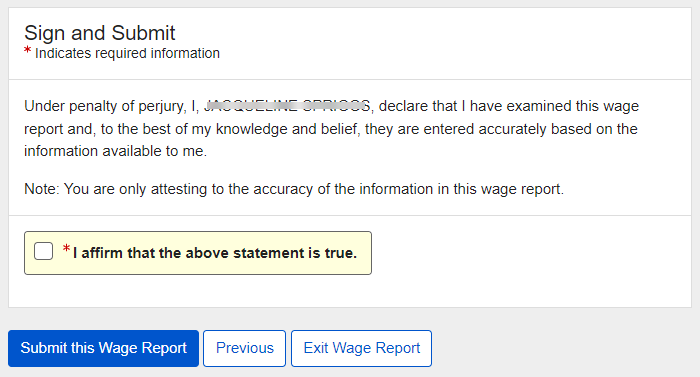 Sign and Submit
* Indicates required information
Under penalty of perjury, I, , declare that I have examined this wage
report and, to the best of my knowledge and belief, they are entered accurately based on the
information available to me.
Note: You are only attesting to the accuracy of the information in this wage report.
* I affirm that the above statement is true.
Submit this Wage Report
Previous
Exit Wage Report